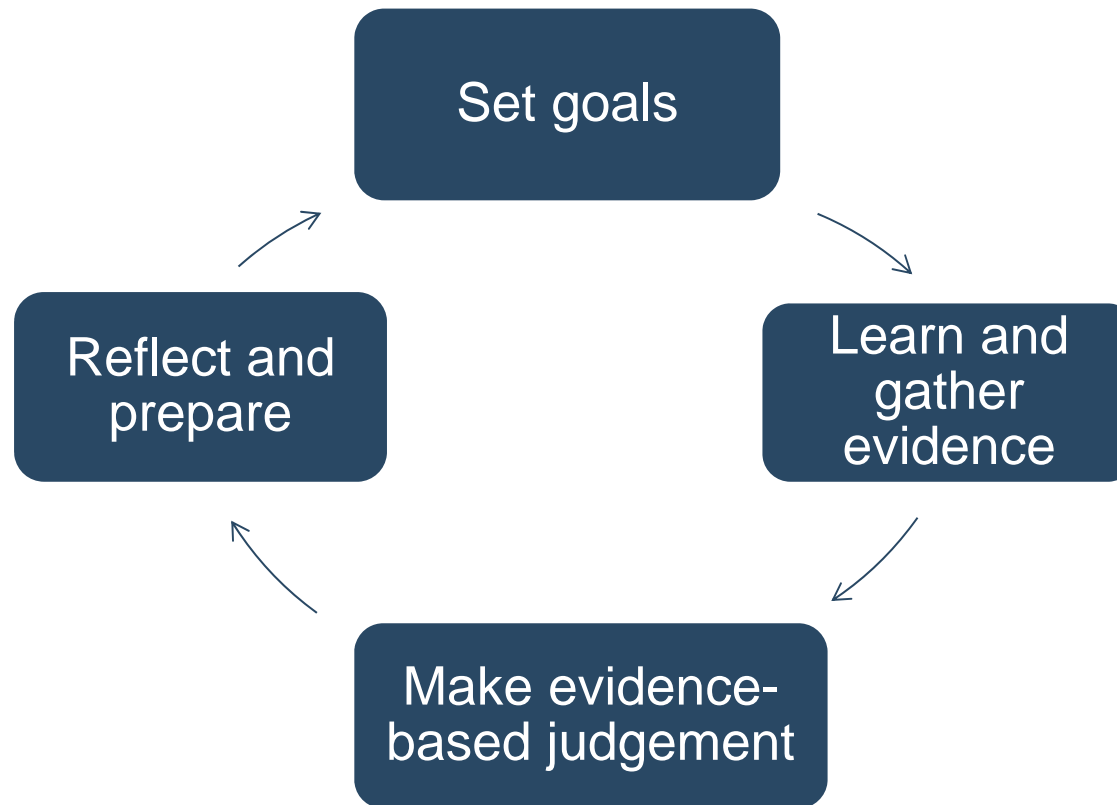 Set goals
Learn and
gather
evidence
Make evidence-
based judgement
Reflect and
prepare